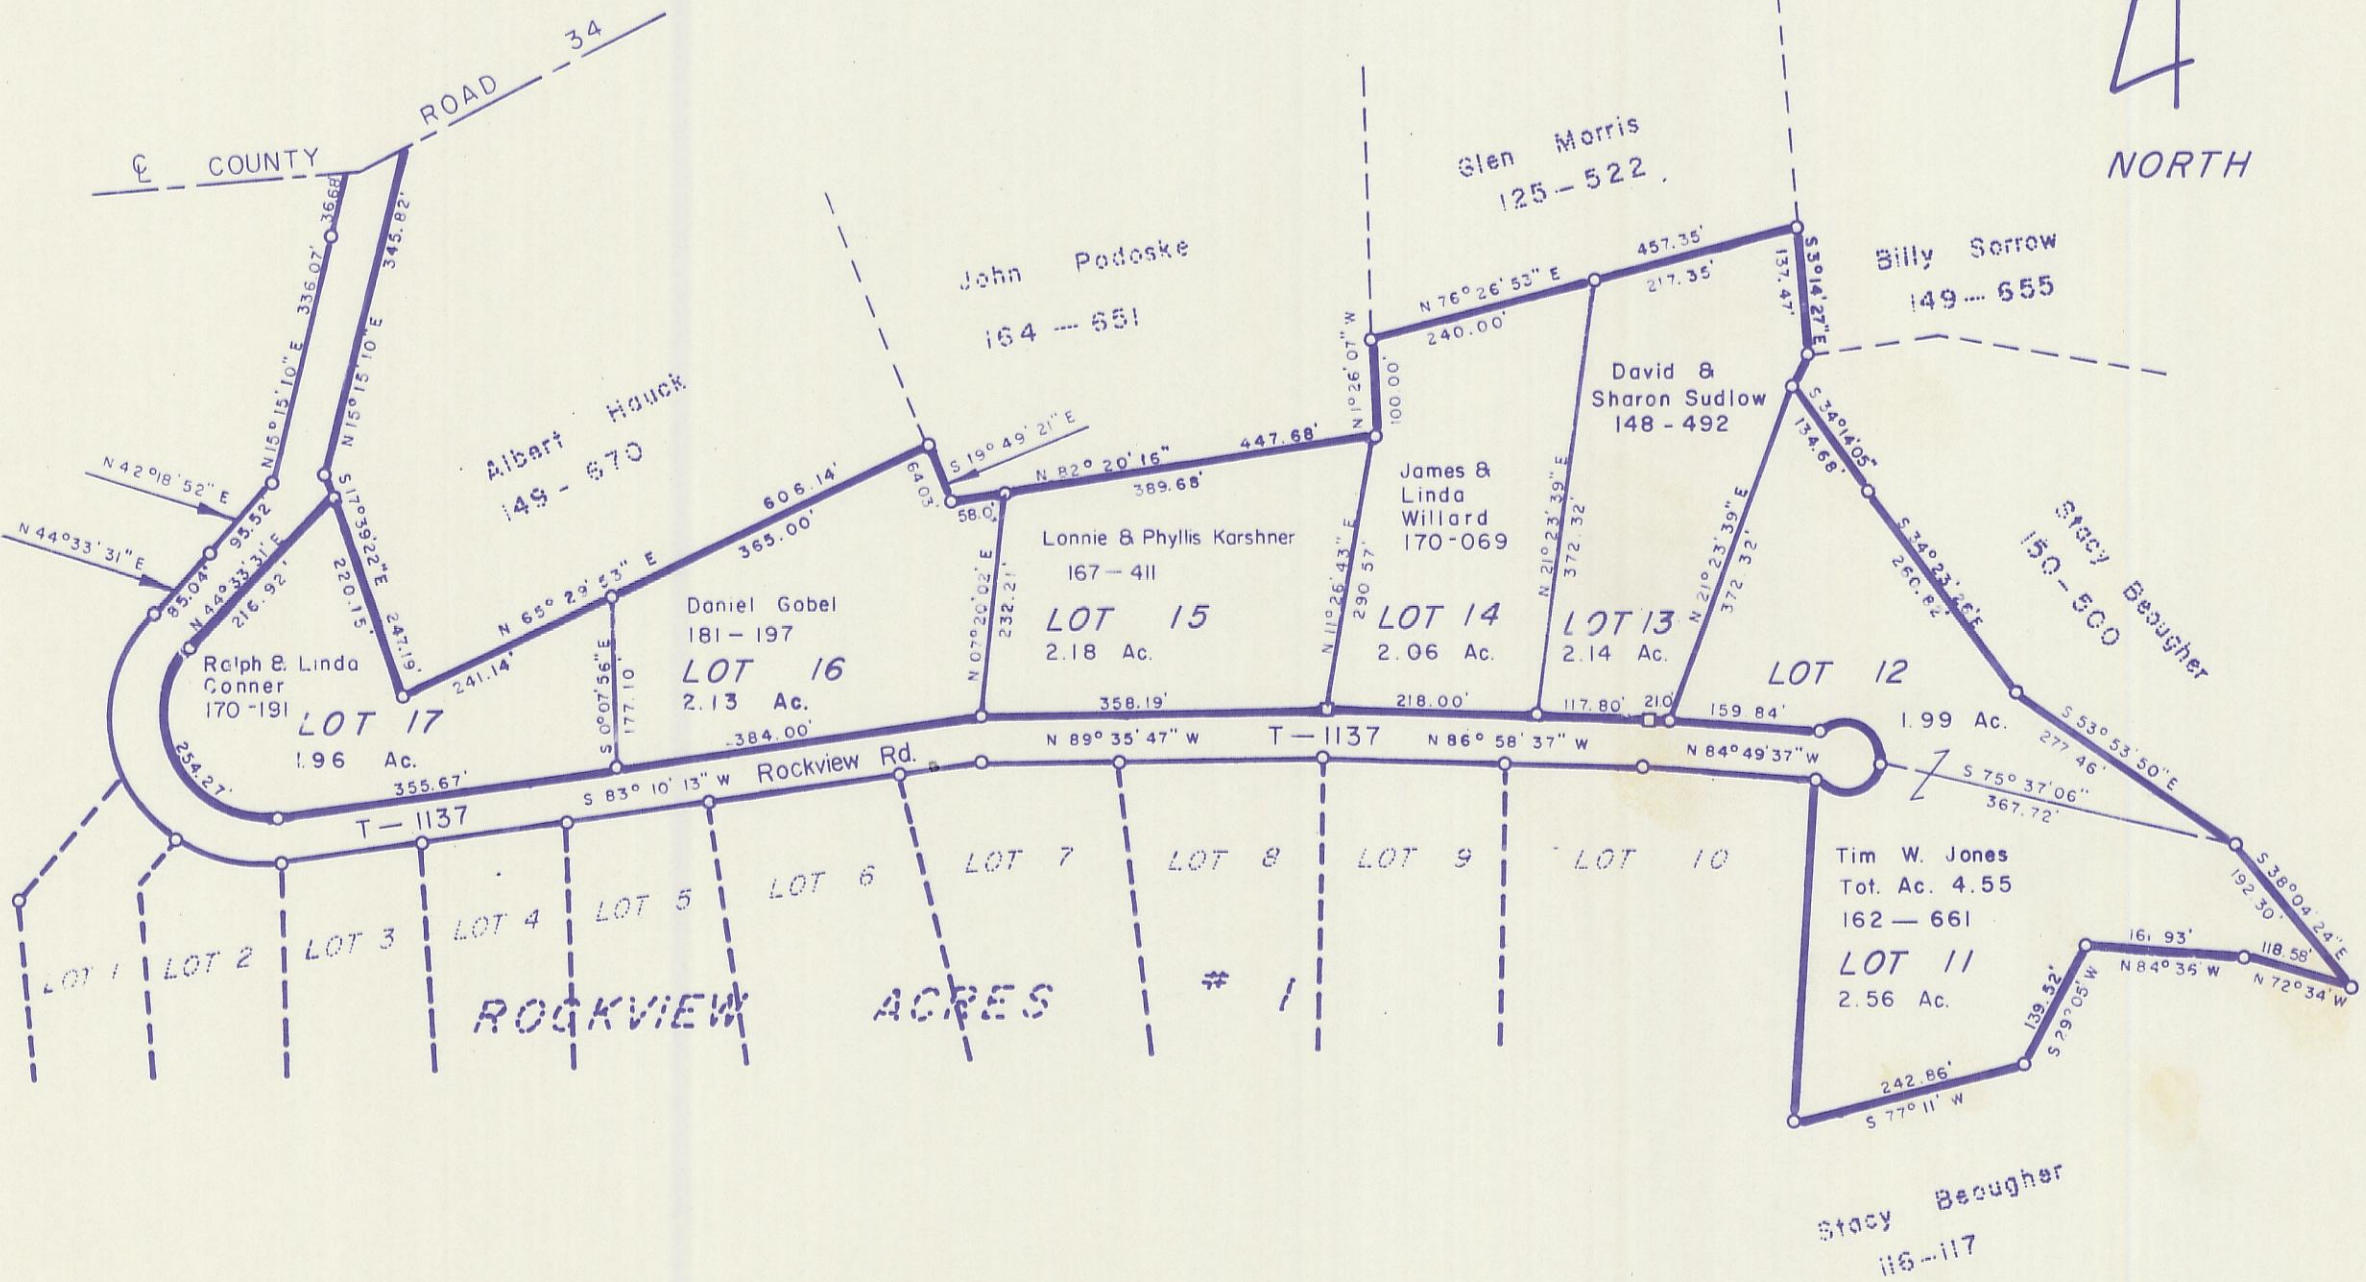 NORTH
℄ COUNTY ROAD 34
36.68'
345.82'
336.07'
N15°15'10"E
N15°15'10"E
N42°18'52"E
95.52'
N44°33'31"E
85.04'
N44°33'31"E
216.92'
S17°39'22"E
220.15'
247.19'
Albert Hauck
149-670
John Podoske
164-651
Glen Morris
125-522
Billy Sorrow
149-655
Stacy Beougher
150-500
N 65° 29' 53" E
606.14'
365.00'
241.14'
64.03'
S 19° 49' 21" E
58.0'
N 82° 20' 16"
447.68'
389.68'
N1°26'07"W
100.00'
N 76° 26' 53" E
240.00'
457.35'
217.35'
S3°14'27"E
137.47'
S 34°14'05"
134.68'
S 34° 23' 26"E
260.82'
S 53° 53' 50"E
277.46'
S 75° 37' 06"
367.72'
S 38°04'24"E
192.30'
Ralph & Linda
Conner
170-191
LOT 17
1.96 Ac.
254.27'
355.67'
S 0°07'56"E
177.10'
Daniel Gobel
181-197
LOT 16
2.13 Ac.
384.00'
N 07°20'02" E
232.21'
Lonnie & Phyllis Karshner
167-411
LOT 15
2.18 Ac.
358.19'
N 11°26'43" E
290.57'
James &
Linda
Willard
170-069
LOT 14
2.06 Ac.
218.00'
N 21°23'39" E
372.32'
David &
Sharon Sudlow
148-492
LOT 13
2.14 Ac.
117.80'
21.0'
N 21°23'39" E
372.32'
LOT 12
1.99 Ac.
159.84'
T-1137
S 83° 10' 13" W
Rockview Rd.
N 89° 35' 47" W
T-1137
N 86° 58' 37" W
N 84°49'37" W
LOT 1
LOT 2
LOT 3
LOT 4
LOT 5
LOT 6
LOT 7
LOT 8
LOT 9
LOT 10
ROCKVIEW ACRES # 1
Tim W. Jones
Tot. Ac. 4.55
162-661
LOT 11
2.56 Ac.
161.93'
N84°36'W
118.58'
N 72°34'W
139.52'
S 29°05'W
242.86'
S 77° 11' W
Stacy Beougher
116-117